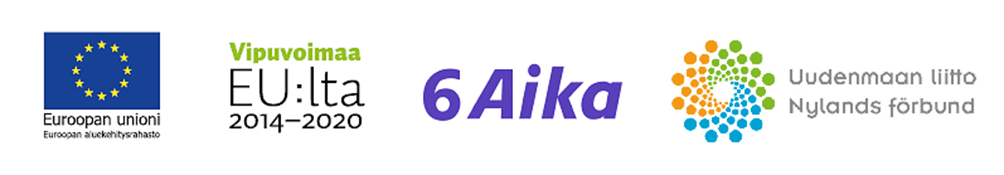 Euroopan unioni
Euroopan aluekehitysrahasto
Vipuvoimaa
EU:lta
2014–2020
6Aika
Uudenmaan liitto
Nylands förbund